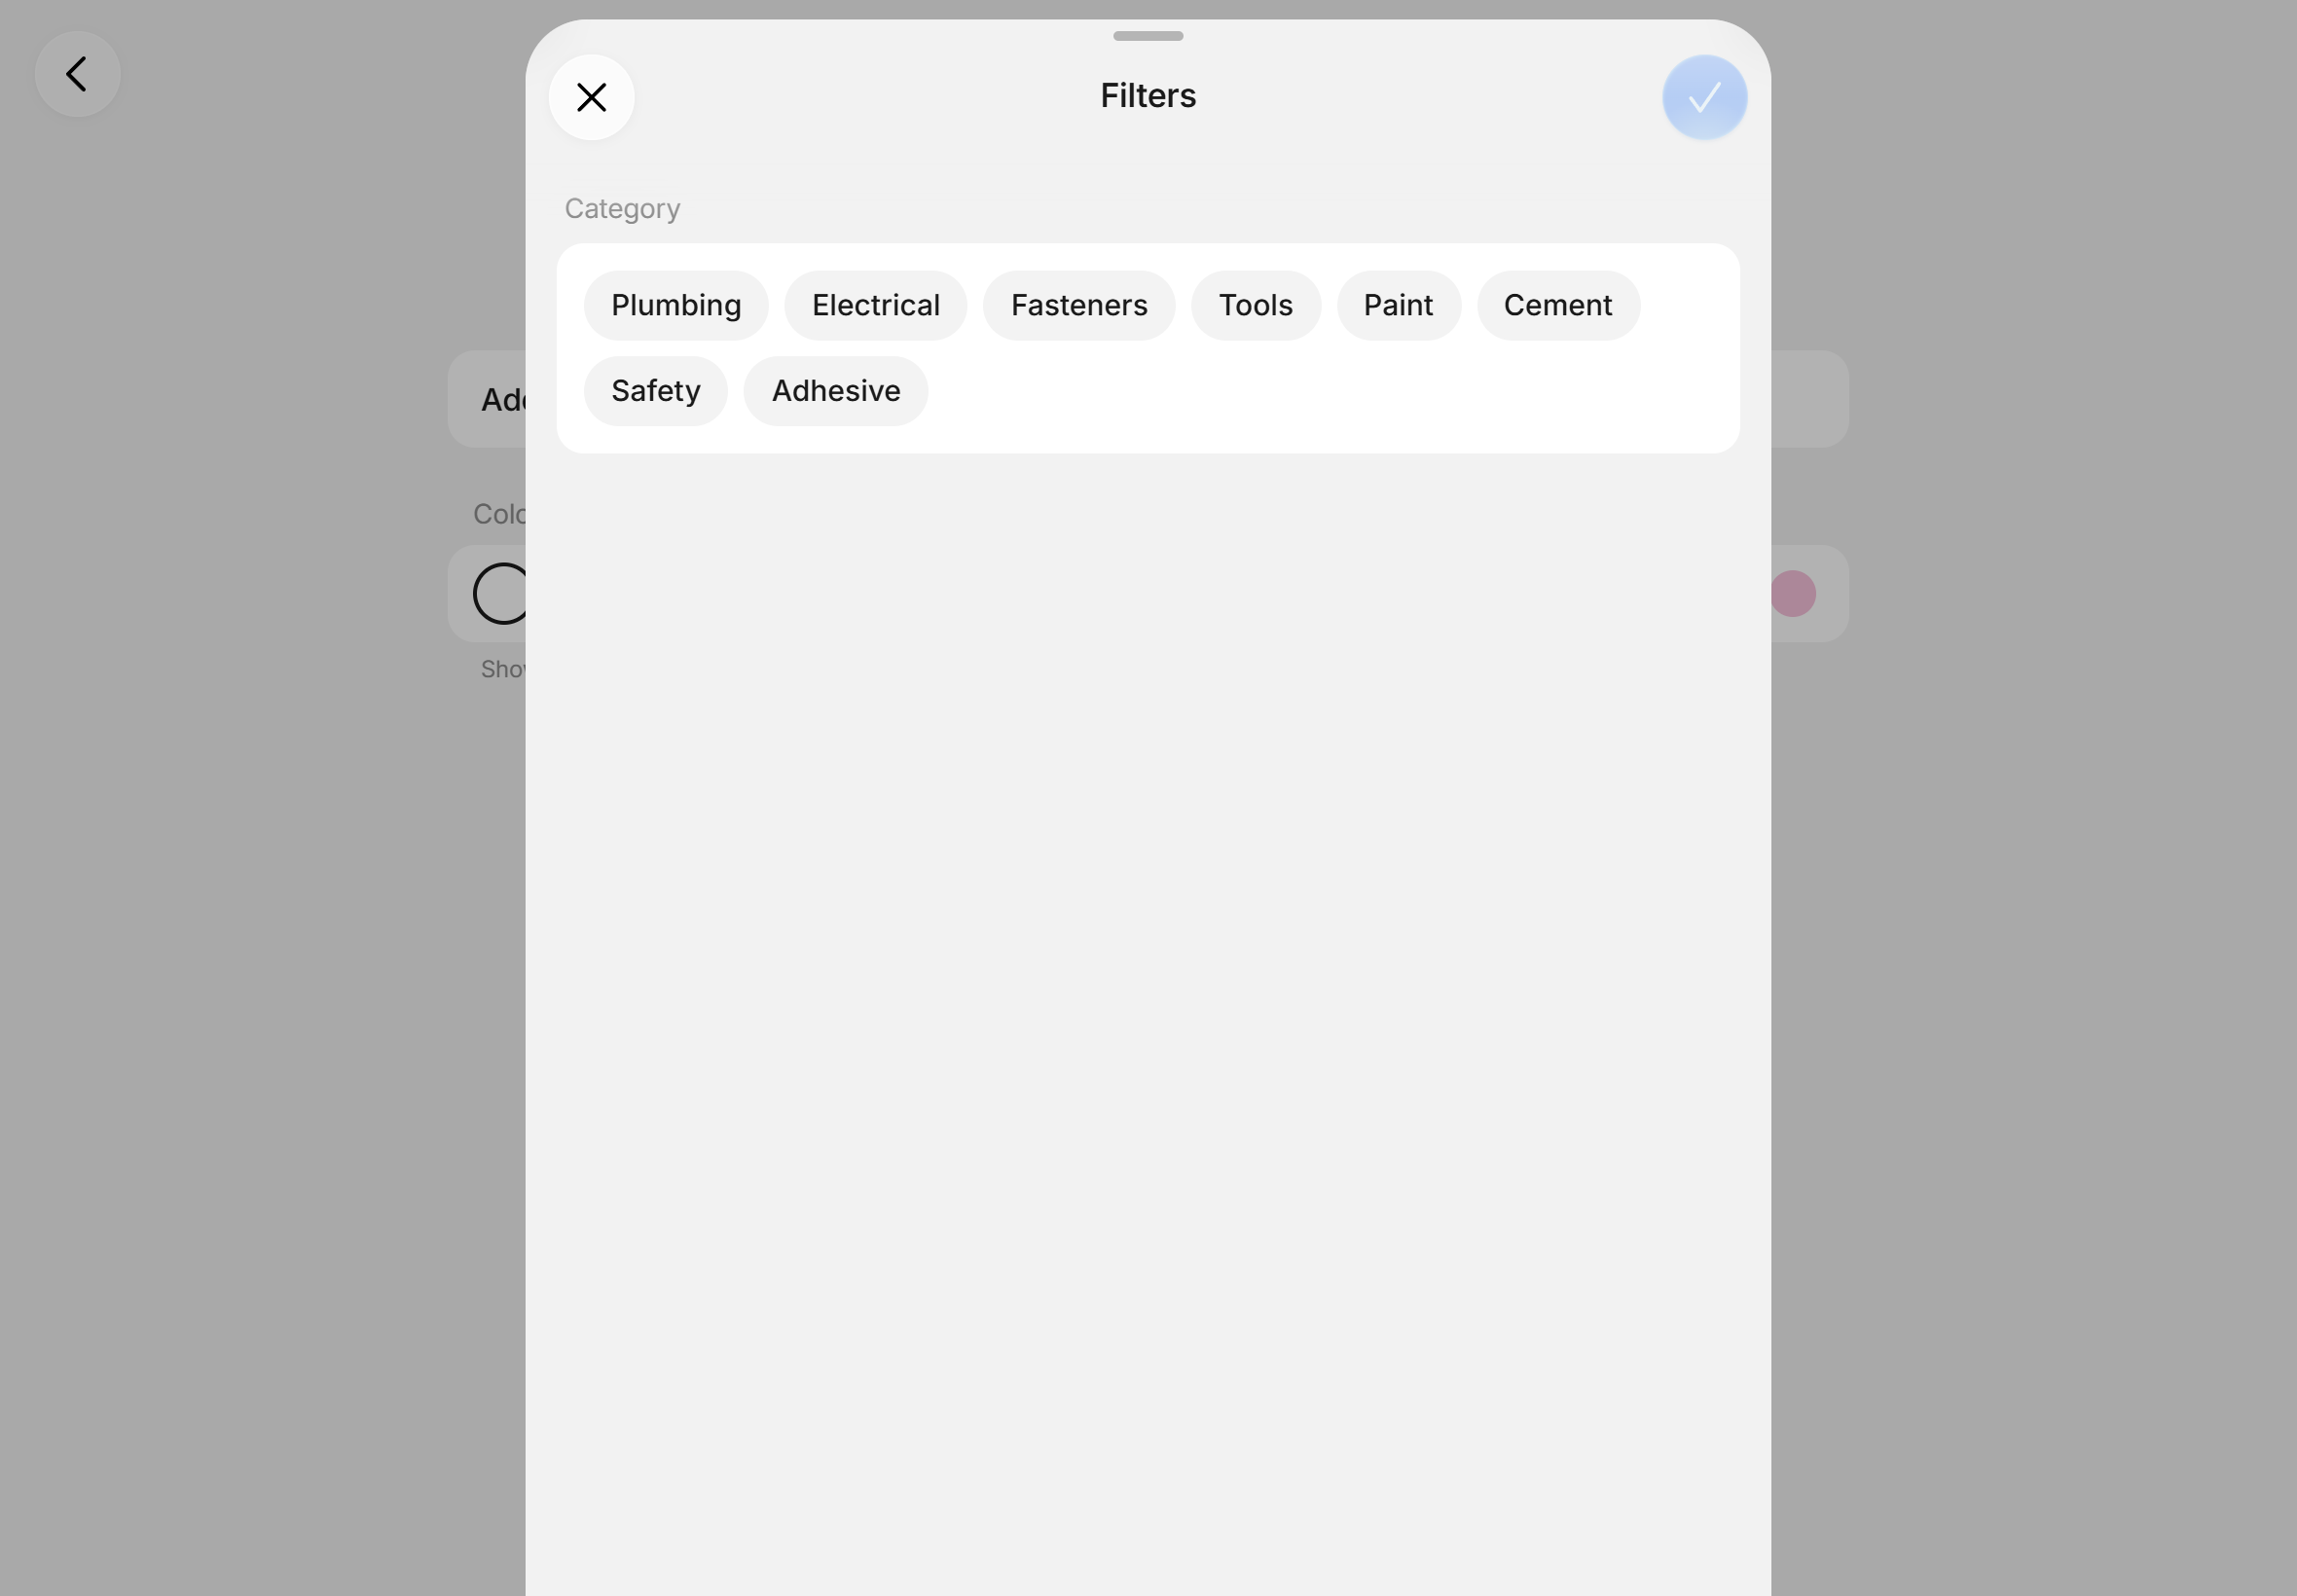 Filters
Category
Plumbing Electrical Fasteners Tools Paint Cement
Safety Adhesive